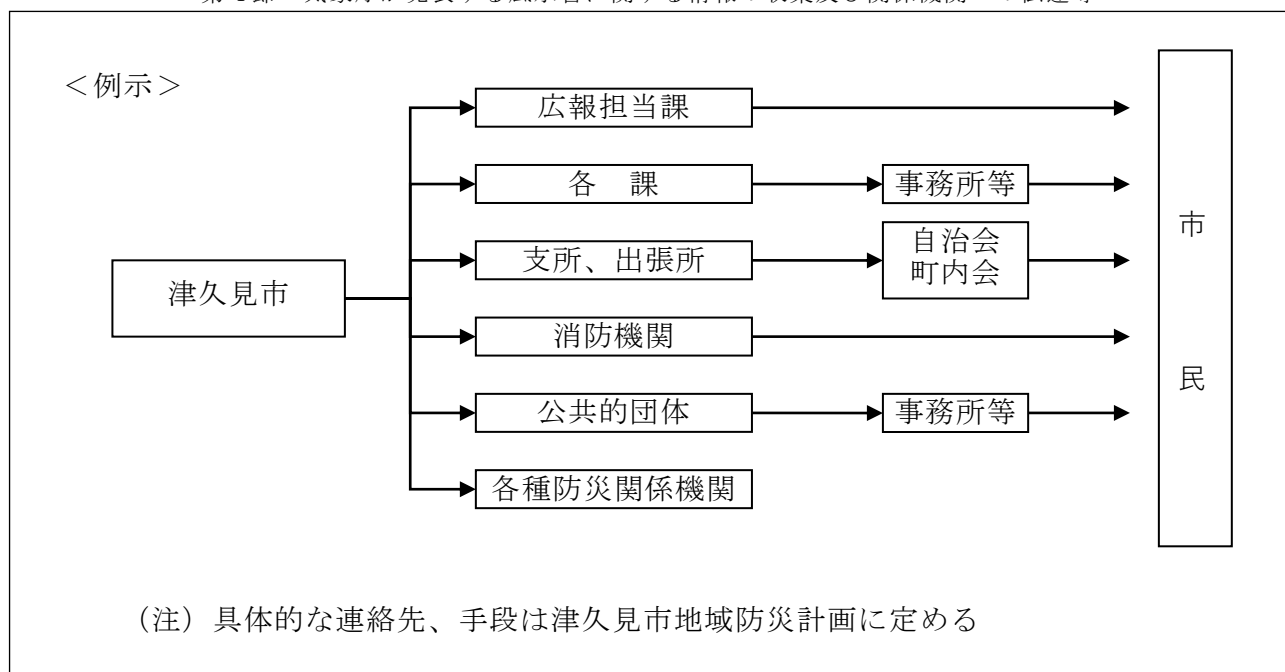 ＜例示＞
広報担当課
各　課
事務所等
支所、出張所
自治会
町内会
津久見市
消防機関
公共的団体
事務所等
各種防災関係機関
市
民
（注）具体的な連絡先、手段は津久見市地域防災計画に定める